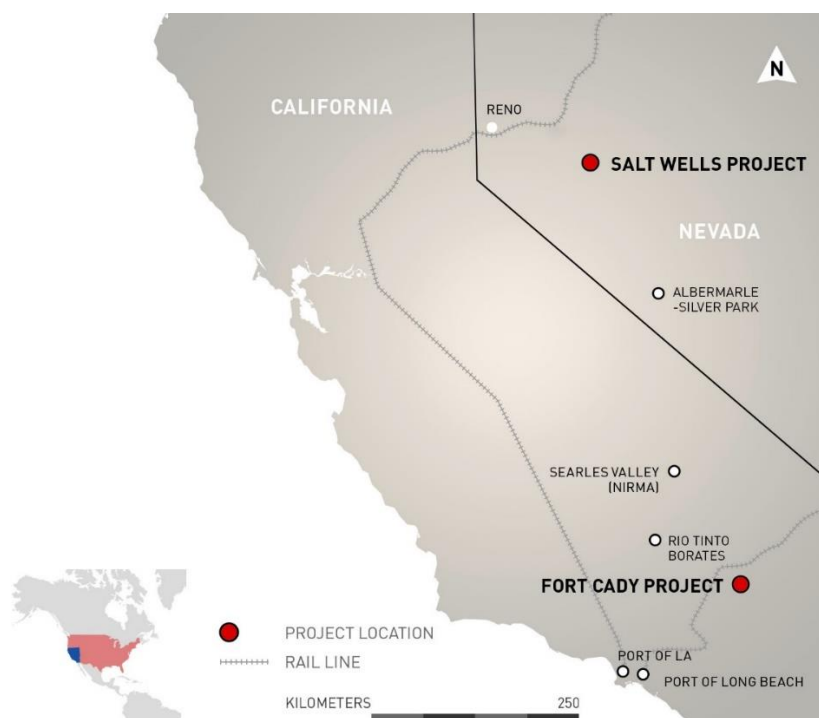 N
CALIFORNIA
RENO
SALT WELLS PROJECT
NEVADA
ALBERMARLE
-SILVER PARK
SEARLES VALLEY
(NIRMA)
RIO TINTO
BORATES
FORT CADY PROJECT
PROJECT LOCATION
RAIL LINE
PORT OF LA
PORT OF LONG BEACH
KILOMETERS
250